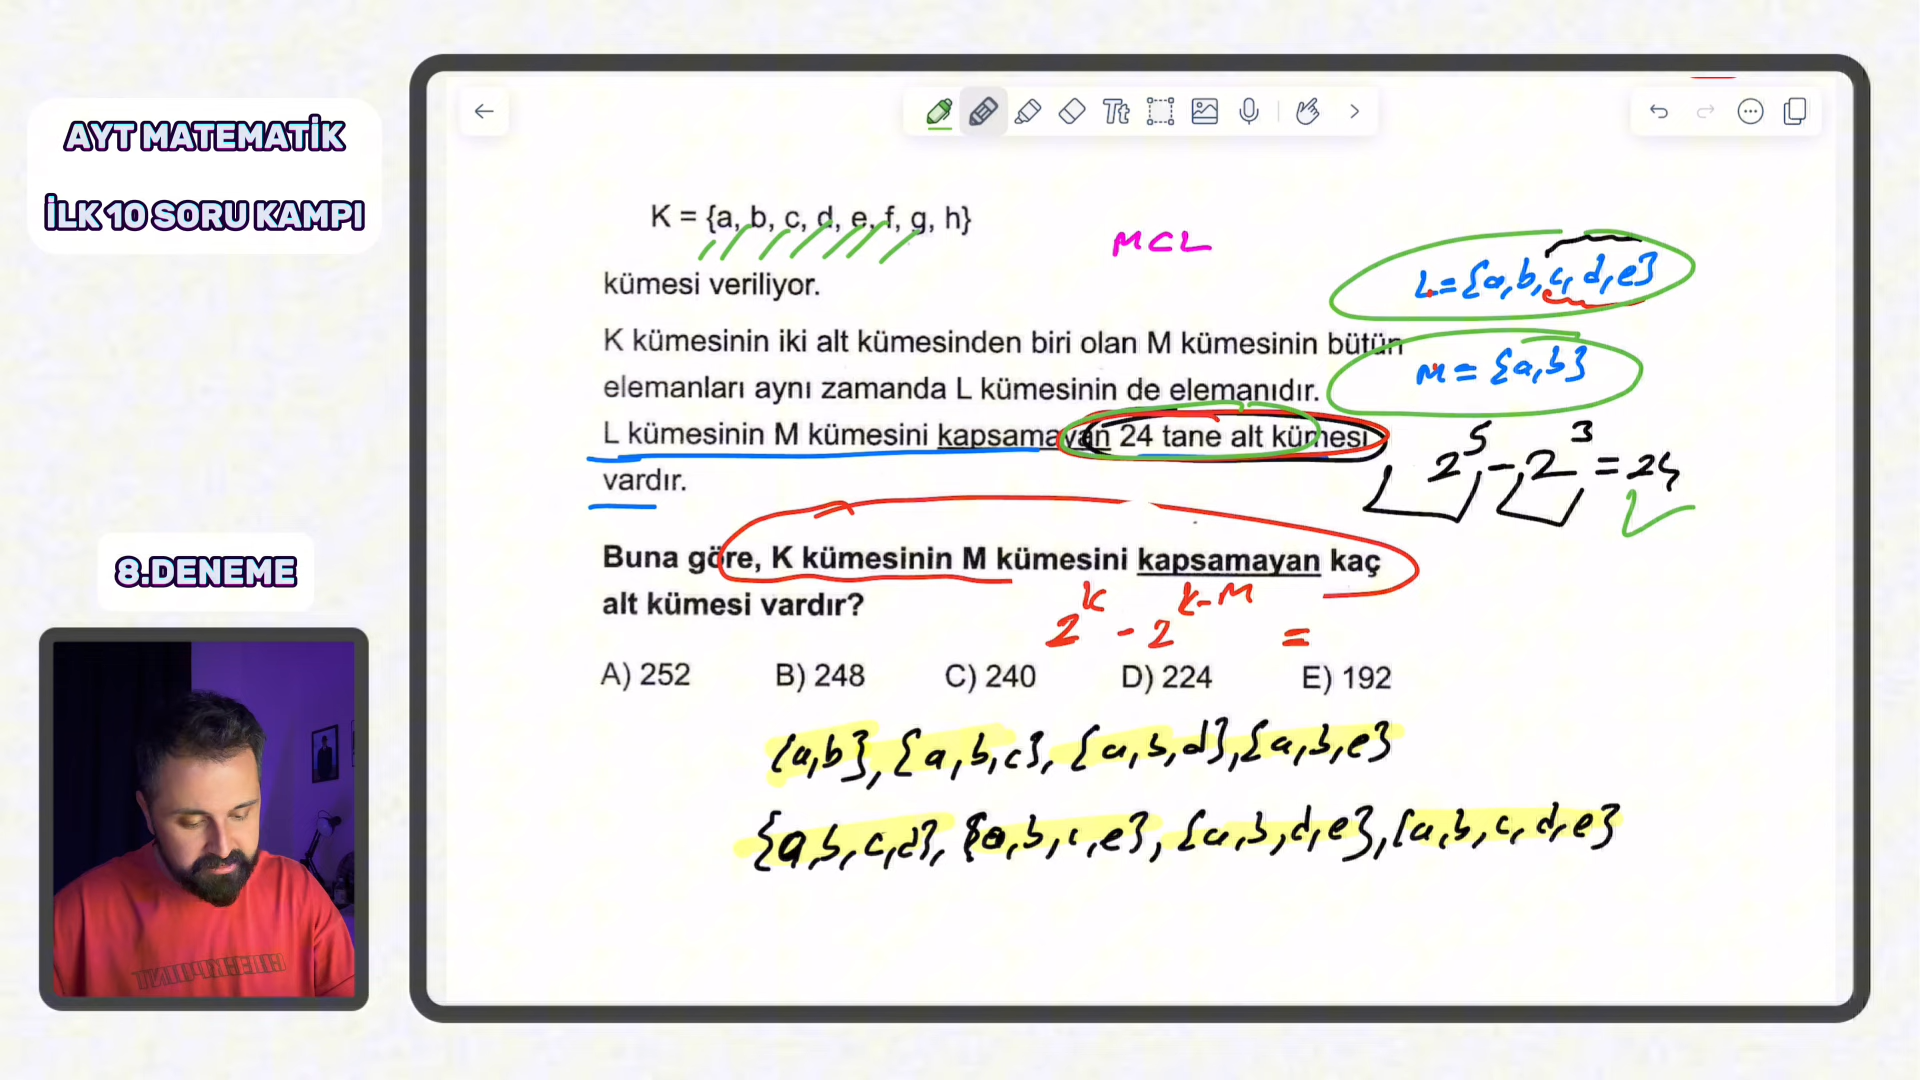 AYT MATEMATİK
İLK 10 SORU KAMPI
8.DENEME
Tt
K = {a, b, c, d, e, f, g, h}
MCL
kümesi veriliyor.
L = {a, b, c, d, e}
K kümesinin iki alt kümesinden biri olan M kümesinin bütün
M = {a, b}
elemanları aynı zamanda L kümesinin de elemanıdır.
L kümesinin M kümesini kapsamayan 24 tane alt kümesi
vardır.
2^5 - 2^3 = 24
Buna göre, K kümesinin M kümesini kapsamayan kaç
alt kümesi vardır?
2^K - 2^K-M =
A) 252 B) 248 C) 240 D) 224 E) 192
{a,b}, {a,b,c}, {a,b,d}, {a,b,e}
{a,b,c,d}, {a,b,c,e}, {a,b,d,e}, {a,b,c,d,e}